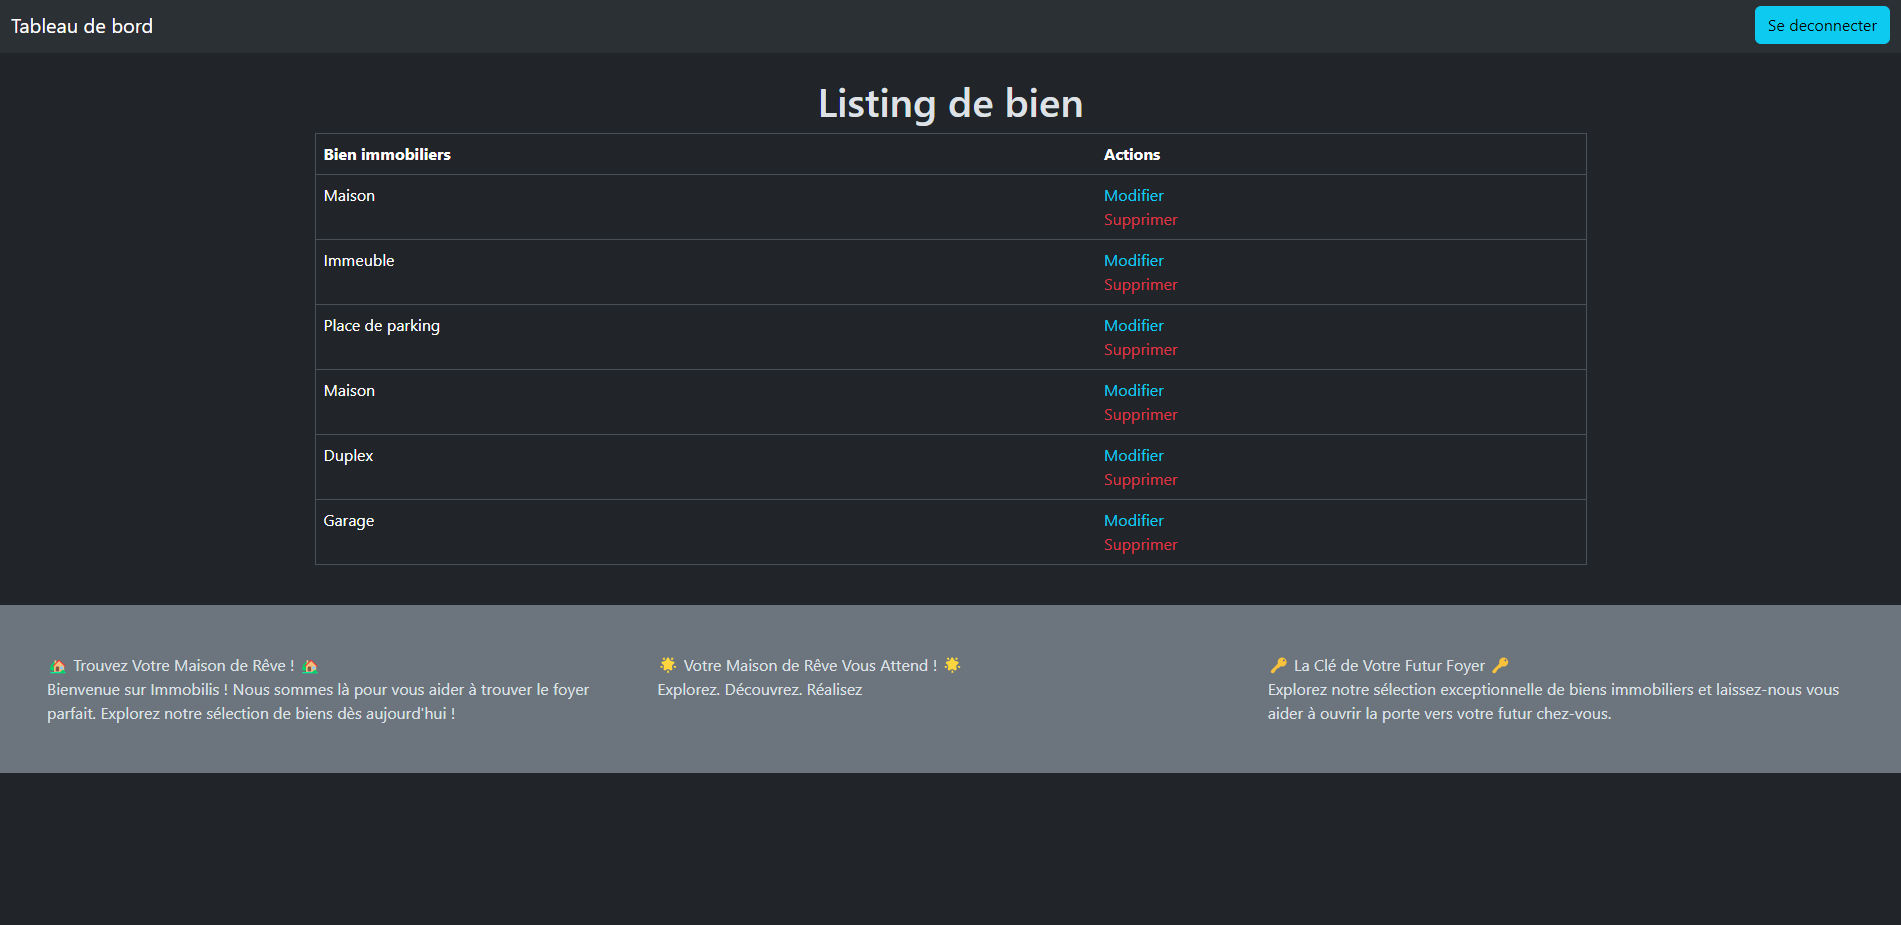 Tableau de bord
Se deconnecter
Listing de bien
Bien immobiliers Actions
Maison Modifier
Supprimer
Immeuble Modifier
Supprimer
Place de parking Modifier
Supprimer
Maison Modifier
Supprimer
Duplex Modifier
Supprimer
Garage Modifier
Supprimer
🏡 Trouvez Votre Maison de Rêve ! 🏡
Bienvenue sur Immobilis ! Nous sommes là pour vous aider à trouver le foyer
parfait. Explorez notre sélection de biens dès aujourd'hui !
🌟 Votre Maison de Rêve Vous Attend ! 🌟
Explorez. Découvrez. Réalisez
🔑 La Clé de Votre Futur Foyer 🔑
Explorez notre sélection exceptionnelle de biens immobiliers et laissez-nous vous
aider à ouvrir la porte vers votre futur chez-vous.